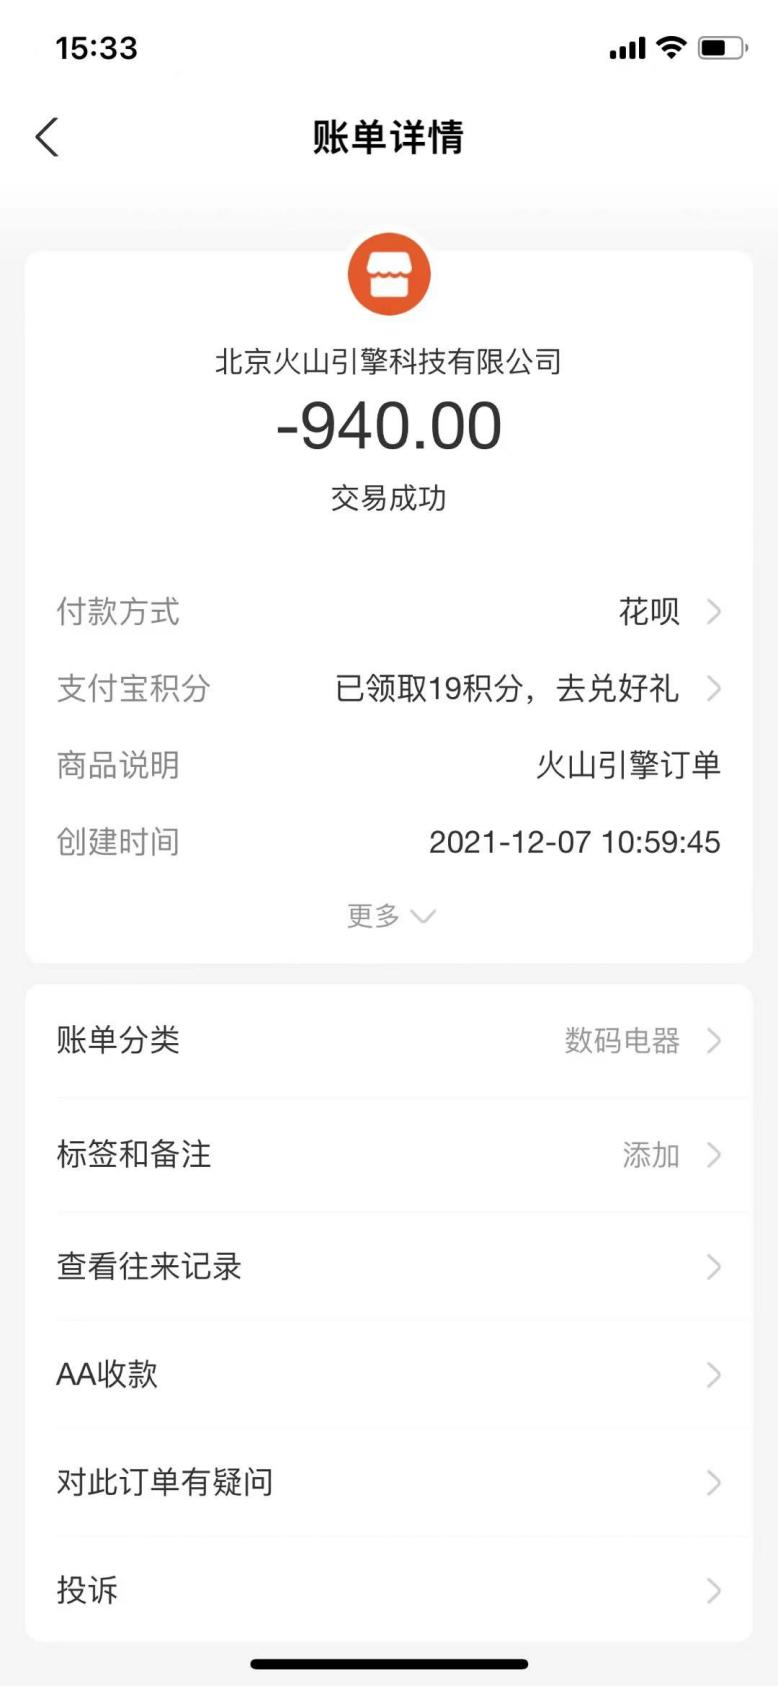 15:33
账单详情
北京火山引擎科技有限公司
-940.00
交易成功
付款方式 花呗
支付宝积分 已领取19积分，去兑好礼
商品说明 火山引擎订单
创建时间 2021-12-07 10:59:45
更多
账单分类 数码电器
标签和备注 添加
查看往来记录
AA收款
对此订单有疑问
投诉